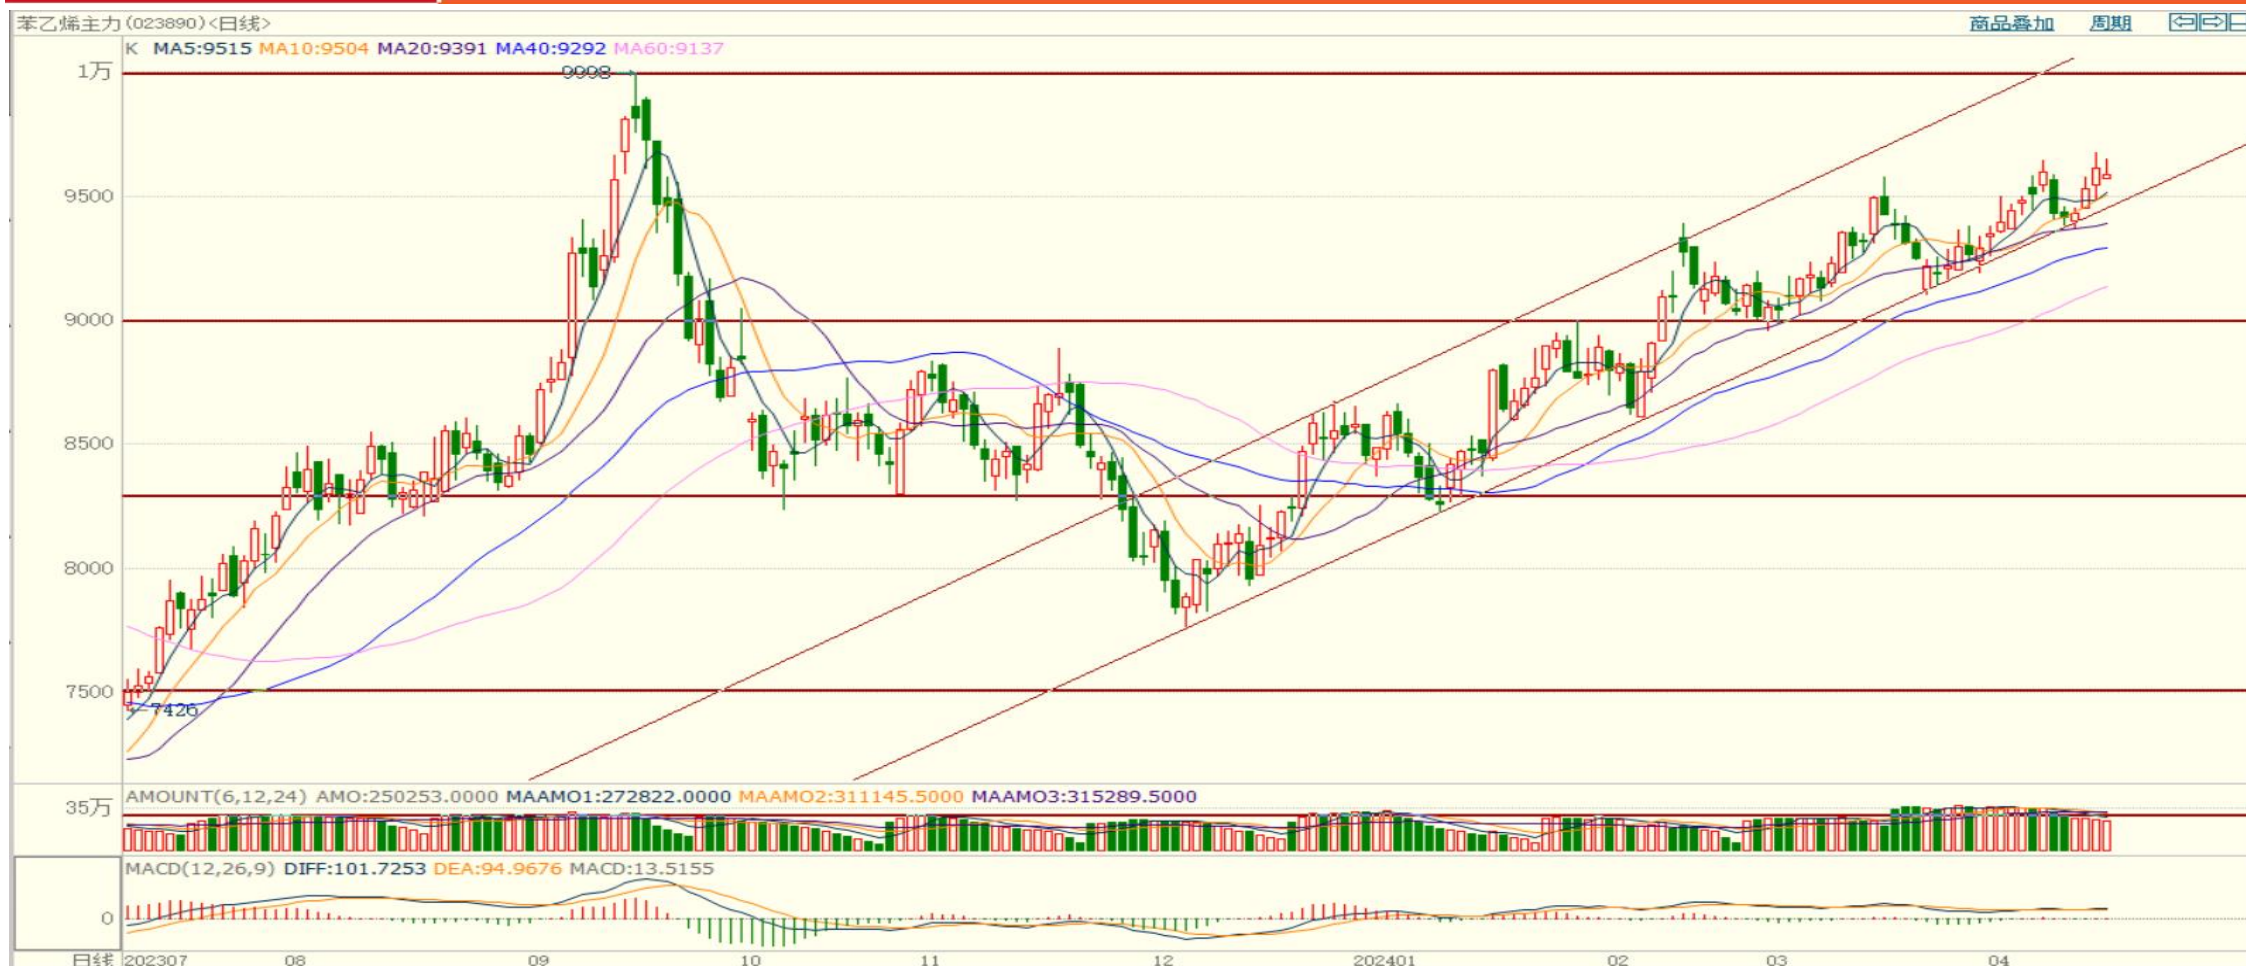 苯乙烯主力(023890)<日线>
商品叠加 周期
K MA5:9515 MA10:9504 MA20:9391 MA40:9292 MA60:9137
1万
9998
9500
9000
8500
8000
7500
7426
AMOUNT(6,12,24) AMO:250253.0000 MAAMO1:272822.0000 MAAMO2:311145.5000 MAAMO3:315289.5000
35万
MACD(12,26,9) DIFF:101.7253 DEA:94.9676 MACD:13.5155
0
日线 202307 08 09 10 11 12 202401 02 03 04